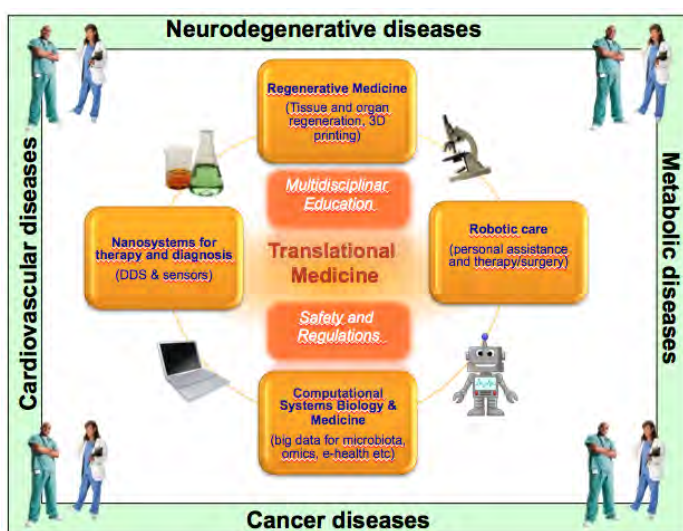 Neurodegenerative diseases
Regenerative Medicine
(Tissue and organ
regeneration, 3D
printing)
Multidisciplinar
Education
Cardiovascular diseases
Nanosystems for
therapy and diagnosis
(DDS & sensors)
Translational
Medicine
Robotic care
(personal assistance
and therapy/surgery)
Metabolic diseases
Safety and
Regulations
Computational
Systems Biology &
Medicine
(big data for microbiota,
omics, e-health etc)
Cancer diseases